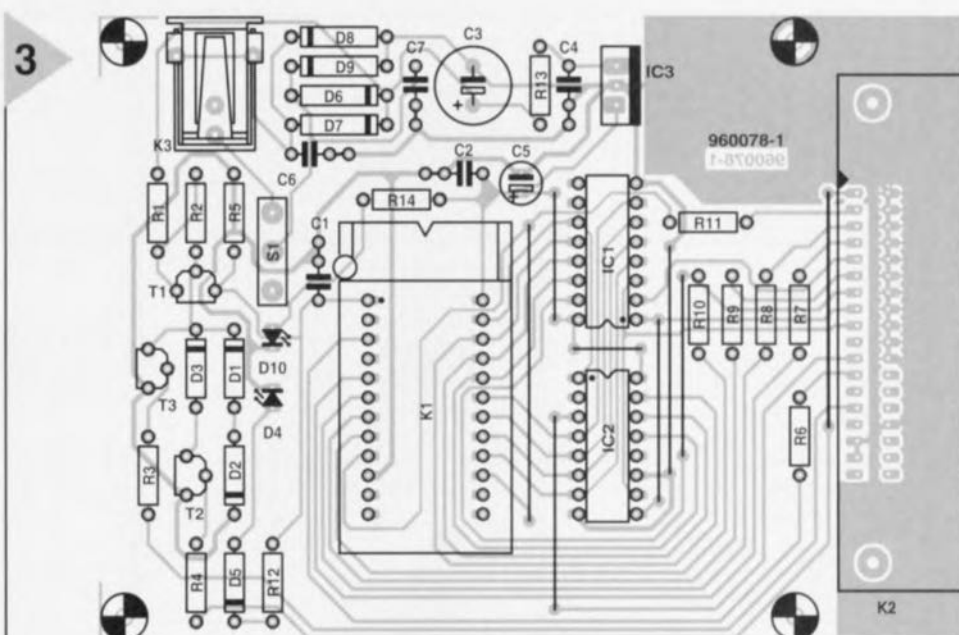 3
D8
C7
C3
C4
D9
R13
IC3
D6
D7
K3
C6
C2
C5
960078-1
960078-1
R1
R2
R5
R14
R11
S1
C1
IC1
T1
R10
R9
R8
R7
D10
D3
D1
T3
K1
D4
R6
IC2
R3
D2
T2
R4
D5
R12
K2